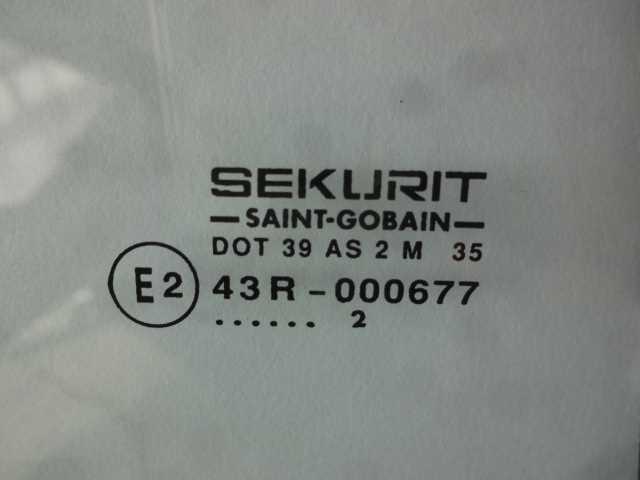 SEKURIT
—SAINT-GOBAIN—
DOT 39 AS 2 M 35
E2 43R-000677
...... 2